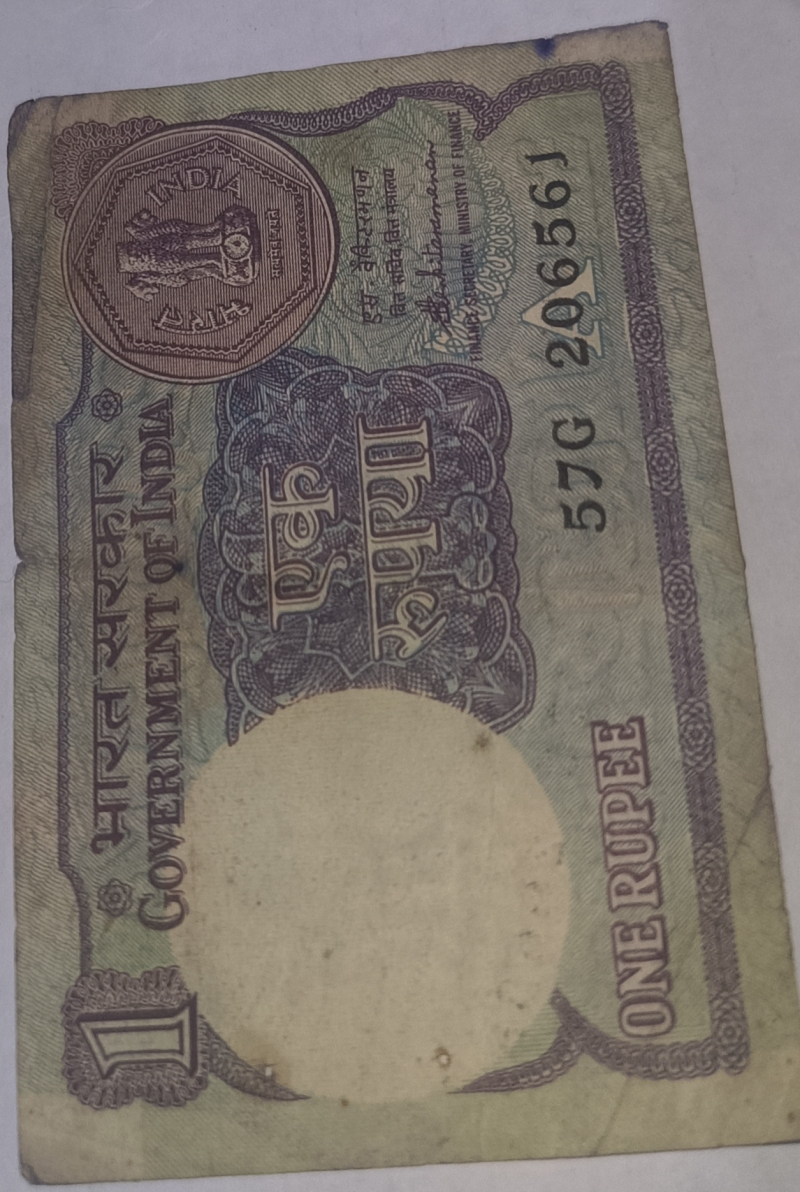 1
भारत सरकार
GOVERNMENT OF INDIA
भारत INDIA
सत्यमेव जयते
एक
रुपया
एस. वेंकिटरमणन
वित्त सचिव, वित्त मंत्रालय
FINANCE SECRETARY, MINISTRY OF FINANCE
A
57G 206561
ONE RUPEE